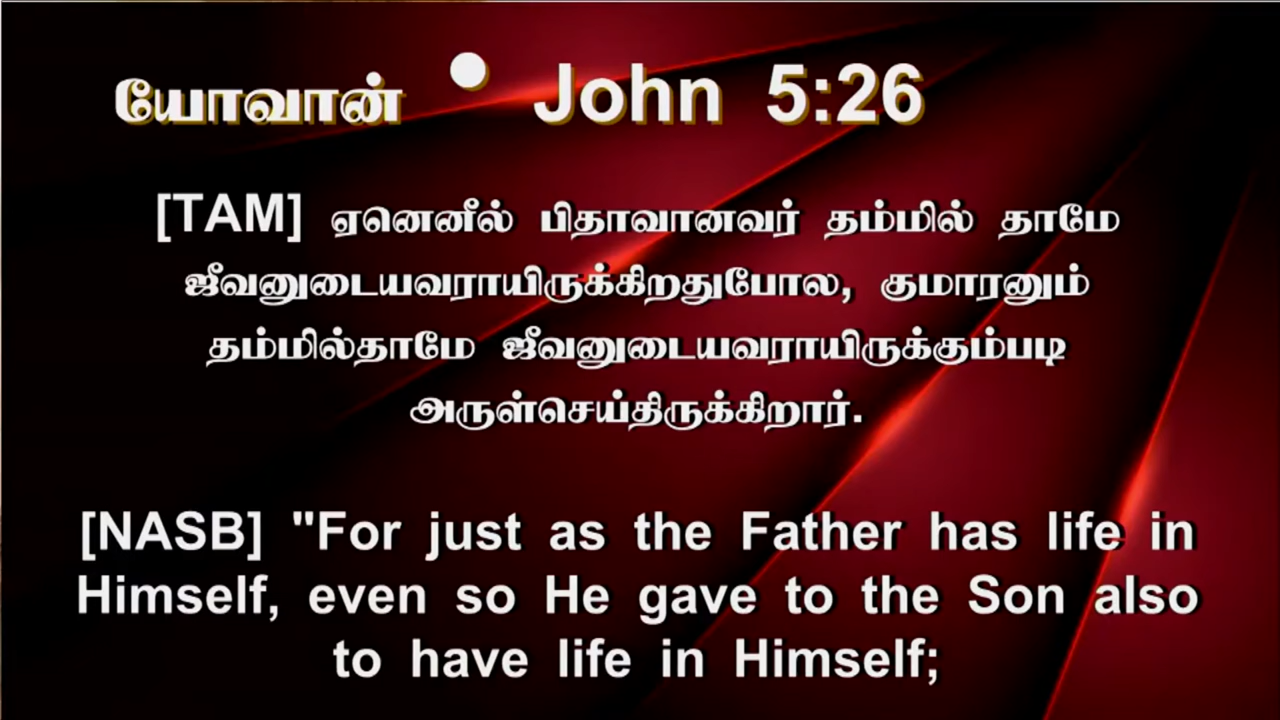 யோவான் • John 5:26
[TAM] ஏனெனில் பிதாவானவர் தம்மில் தாமே
ஜீவனுடையவராயிருக்கிறதுபோல, குமாரனும்
தம்மில்தாமே ஜீவனுடையவராயிருக்கும்படி
அருள்செய்திருக்கிறார்.
[NASB] "For just as the Father has life in
Himself, even so He gave to the Son also
to have life in Himself;